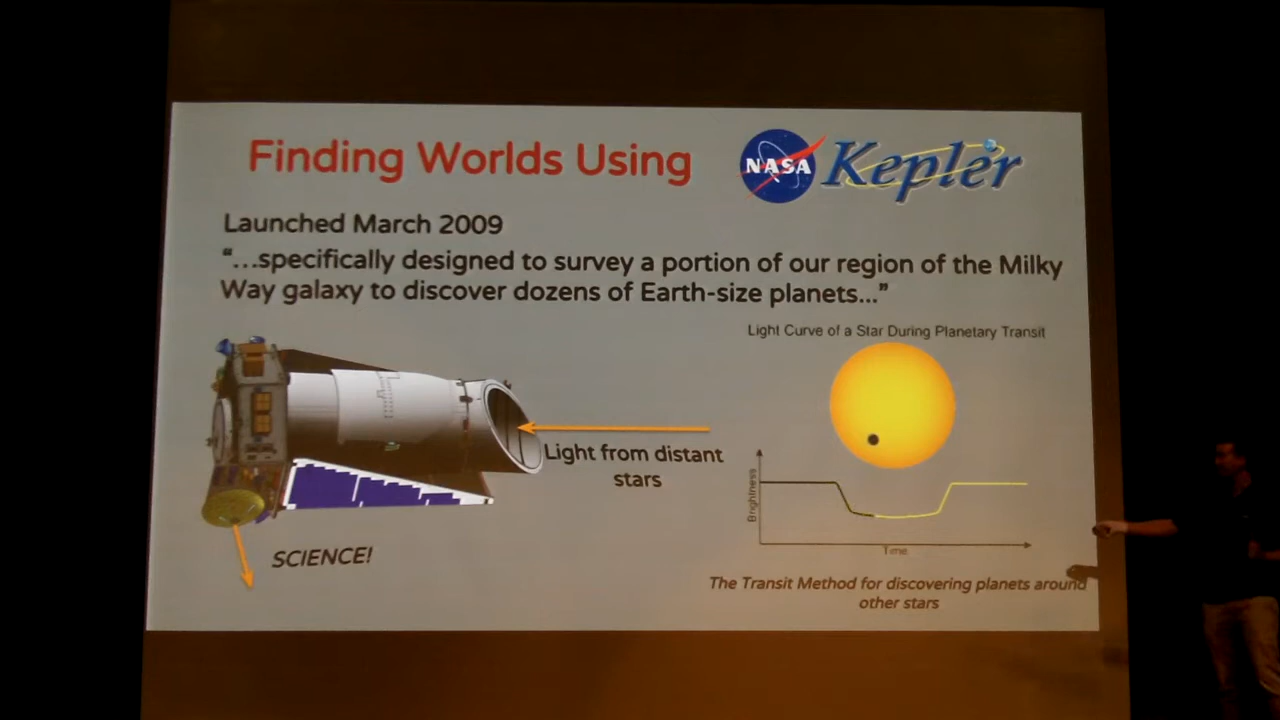 Finding Worlds Using
NASA Kepler
Launched March 2009
“...specifically designed to survey a portion of our region of the Milky
Way galaxy to discover dozens of Earth-size planets...”
Light Curve of a Star During Planetary Transit
Light from distant
stars
Brightness
Time
SCIENCE!
The Transit Method for discovering planets around
other stars